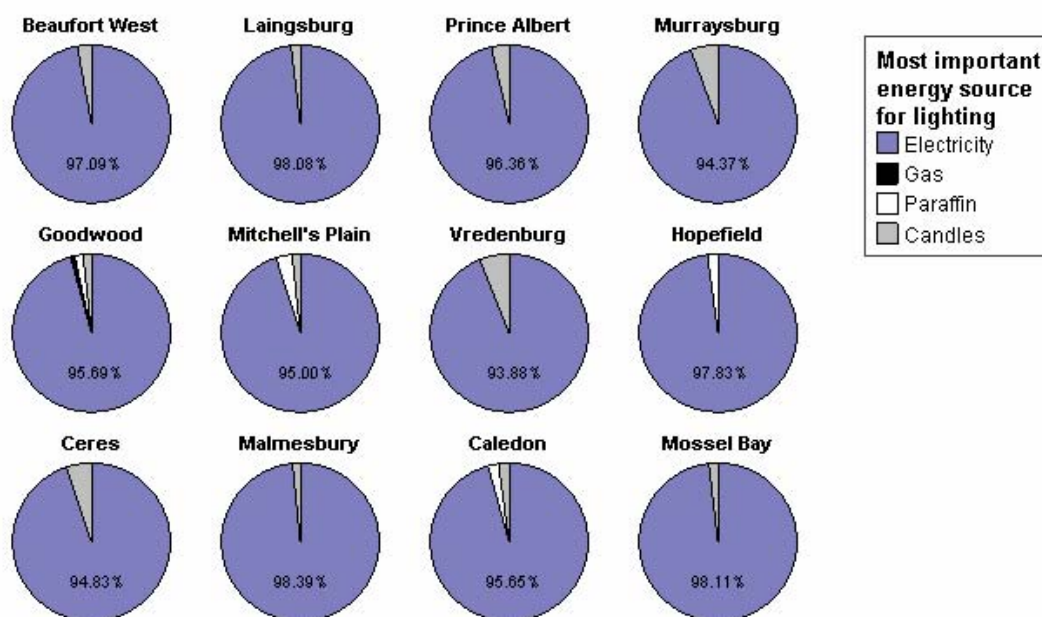 Beaufort West
Laingsburg
Prince Albert
Murraysburg
97.09%
98.08%
96.36%
94.37%
Goodwood
Mitchell's Plain
Vredenburg
Hopefield
95.69%
95.00%
93.88%
97.83%
Ceres
Malmesbury
Caledon
Mossel Bay
94.83%
98.39%
95.65%
98.11%
Most important
energy source
for lighting
Electricity
Gas
Paraffin
Candles